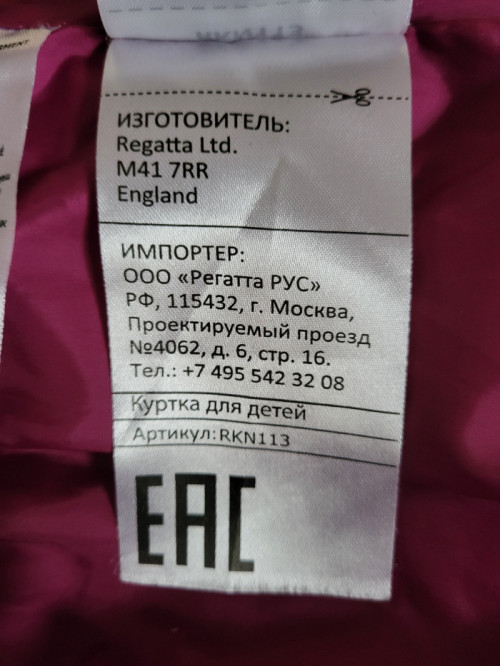 ИЗГОТОВИТЕЛЬ:
Regatta Ltd.
M41 7RR
England
ИМПОРТЕР:
ООО «Регатта РУС»
РФ, 115432, г. Москва,
Проектируемый проезд
№4062, д. 6, стр. 16.
Тел.: +7 495 542 32 08
Куртка для детей
Артикул:RKN113
EAC